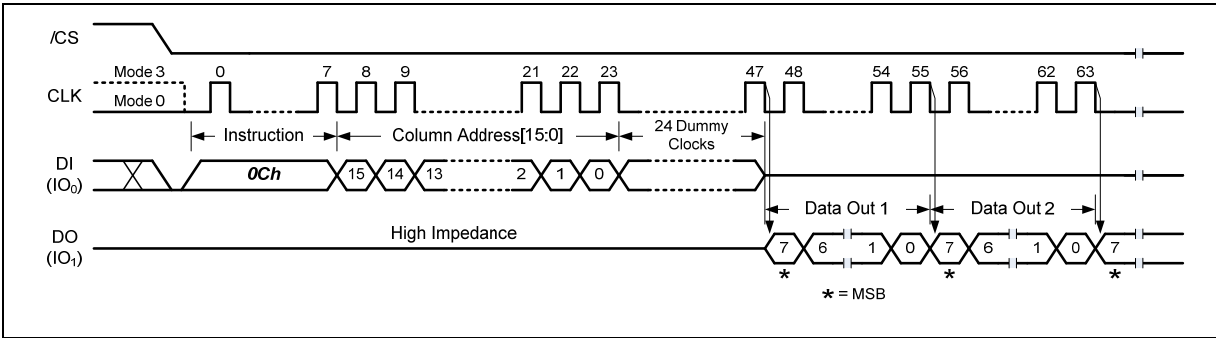 /CS
Mode 3 0 7 8 9 21 22 23 47 48 54 55 56 62 63
CLK
Mode 0
Instruction Column Address[15:0] 24 Dummy Clocks
DI (IO0)
0Ch 15 14 13 2 1 0
Data Out 1 Data Out 2
DO (IO1)
High Impedance
7 6 1 0 7 6 1 0 7
* * *
* = MSB